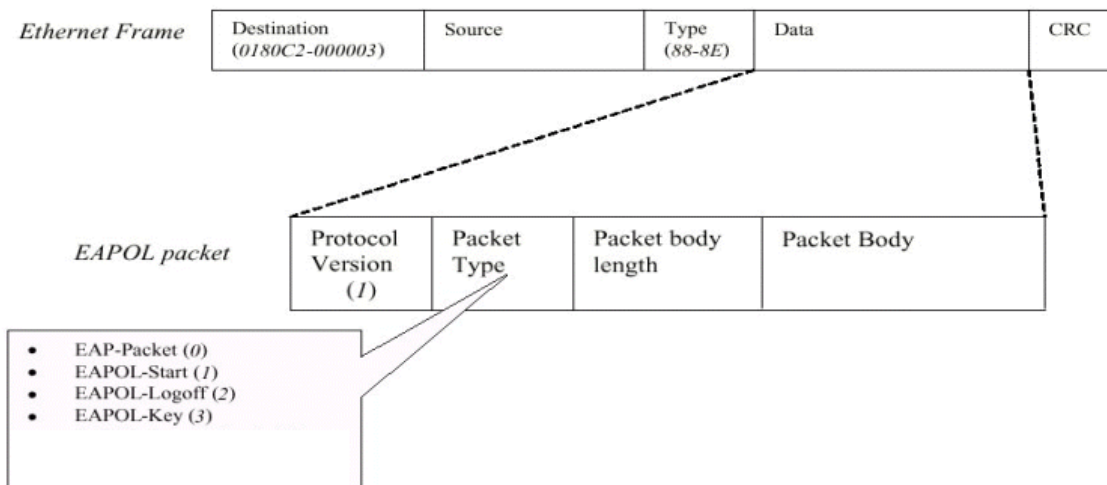 Ethernet Frame
Destination
(0180C2-000003)
Source
Type
(88-8E)
Data
CRC
EAPOL packet
Protocol
Version
(1)
Packet
Type
Packet body
length
Packet Body
• EAP-Packet (0)
• EAPOL-Start (1)
• EAPOL-Logoff (2)
• EAPOL-Key (3)